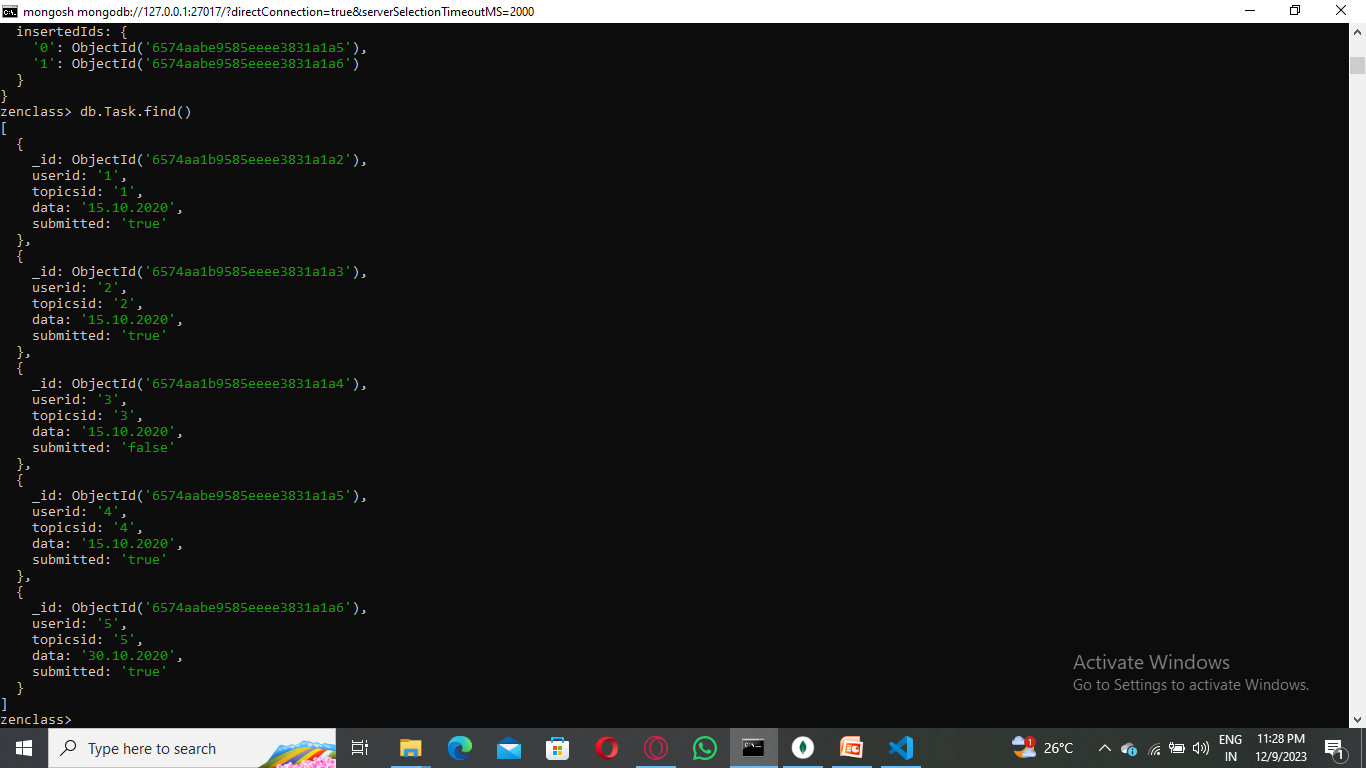 mongosh mongodb://127.0.0.1:27017/?directConnection=true&serverSelectionTimeoutMS=2000
  insertedIds: {
    '0': ObjectId('6574aabe9585eeee3831a1a5'),
    '1': ObjectId('6574aabe9585eeee3831a1a6')
  }
}
zenclass> db.Task.find()
[
  {
    _id: ObjectId('6574aa1b9585eeee3831a1a2'),
    userid: '1',
    topicsid: '1',
    data: '15.10.2020',
    submitted: 'true'
  },
  {
    _id: ObjectId('6574aa1b9585eeee3831a1a3'),
    userid: '2',
    topicsid: '2',
    data: '15.10.2020',
    submitted: 'true'
  },
  {
    _id: ObjectId('6574aa1b9585eeee3831a1a4'),
    userid: '3',
    topicsid: '3',
    data: '15.10.2020',
    submitted: 'false'
  },
  {
    _id: ObjectId('6574aabe9585eeee3831a1a5'),
    userid: '4',
    topicsid: '4',
    data: '15.10.2020',
    submitted: 'true'
  },
  {
    _id: ObjectId('6574aabe9585eeee3831a1a6'),
    userid: '5',
    topicsid: '5',
    data: '30.10.2020',
    submitted: 'true'
  }
]
zenclass>
Activate Windows
Go to Settings to activate Windows.
Type here to search
1
26°C
ENG
IN
11:28 PM
12/9/2023
1